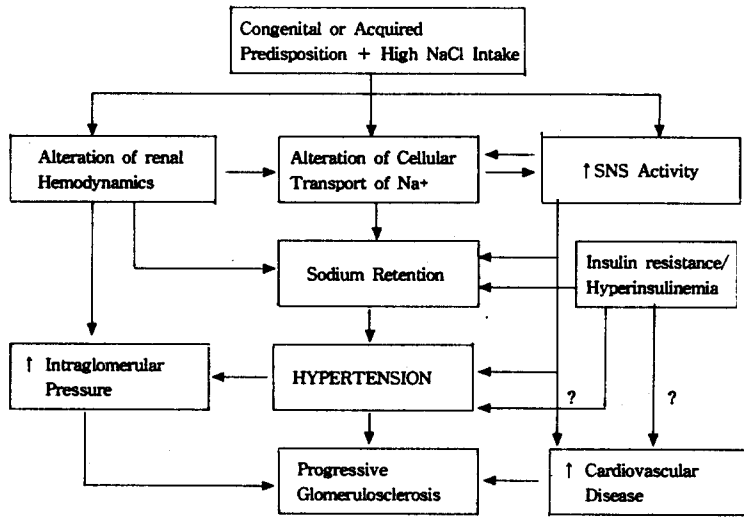 Congenital or Acquired
Predisposition + High NaCl Intake
Alteration of renal
Hemodynamics
Alteration of Cellular
Transport of Na+
↑SNS Activity
Sodium Retention
Insulin resistance/
Hyperinsulinemia
↑ Intraglomerular
Pressure
HYPERTENSION
?
?
Progressive
Glomerulosclerosis
↑ Cardiovascular
Disease